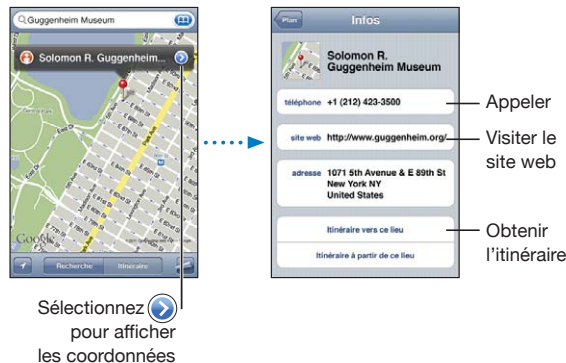 Guggenheim Museum
Solomon R. Guggenheim...
Google
Recherche
Itinéraire
Sélectionnez
pour afficher
les coordonnées
Plan
Infos
Solomon R.
Guggenheim Museum
téléphone +1 (212) 423-3500
Appeler
site web http://www.guggenheim.org/...
Visiter le
site web
adresse 1071 5th Avenue & E 89th St
New York NY
United States
Itinéraire vers ce lieu
Obtenir
l'itinéraire
Itinéraire à partir de ce lieu